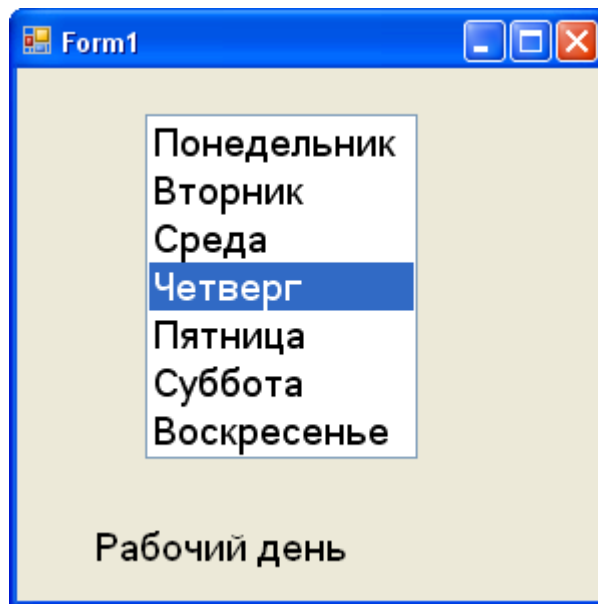 Form1
Понедельник
Вторник
Среда
Четверг
Пятница
Суббота
Воскресенье
Рабочий день